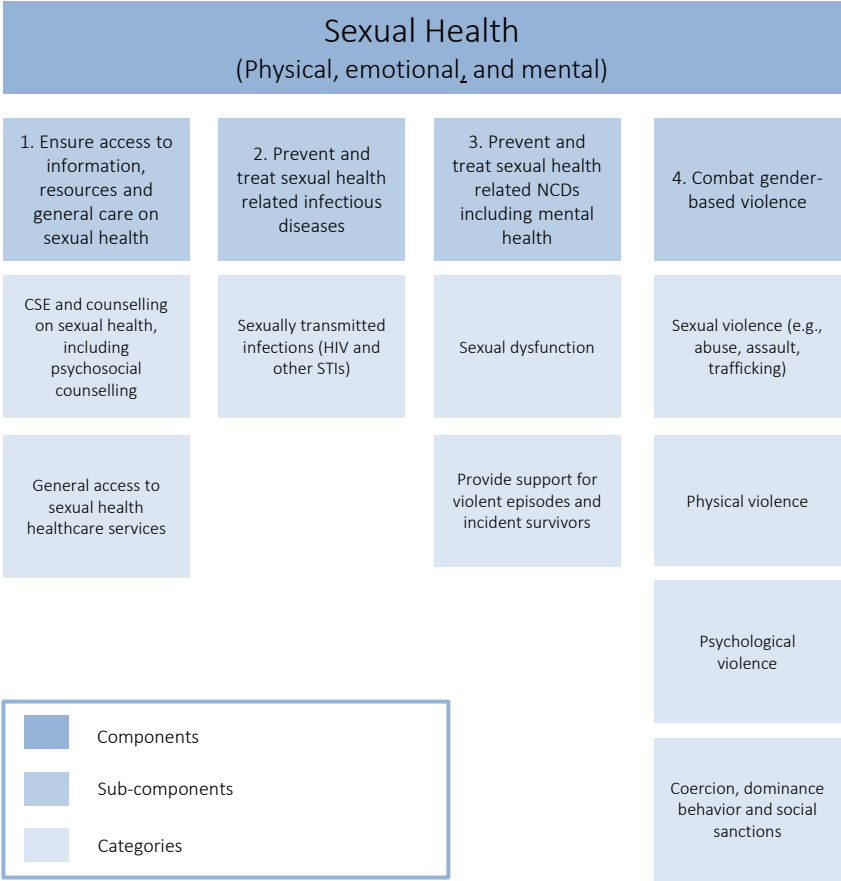 Sexual Health
(Physical, emotional, and mental)
1. Ensure access to
information,
resources and
general care on
sexual health
2. Prevent and
treat sexual health
related infectious
diseases
3. Prevent and
treat sexual health
related NCDs
including mental
health
4. Combat gender-
based violence
CSE and counselling
on sexual health,
including
psychosocial
counselling
Sexually transmitted
infections (HIV and
other STIs)
Sexual dysfunction
Sexual violence (e.g.,
abuse, assault,
trafficking)
General access to
sexual health
healthcare services
Provide support for
violent episodes and
incident survivors
Physical violence
Psychological
violence
Coercion, dominance
behavior and social
sanctions
Components
Sub-components
Categories